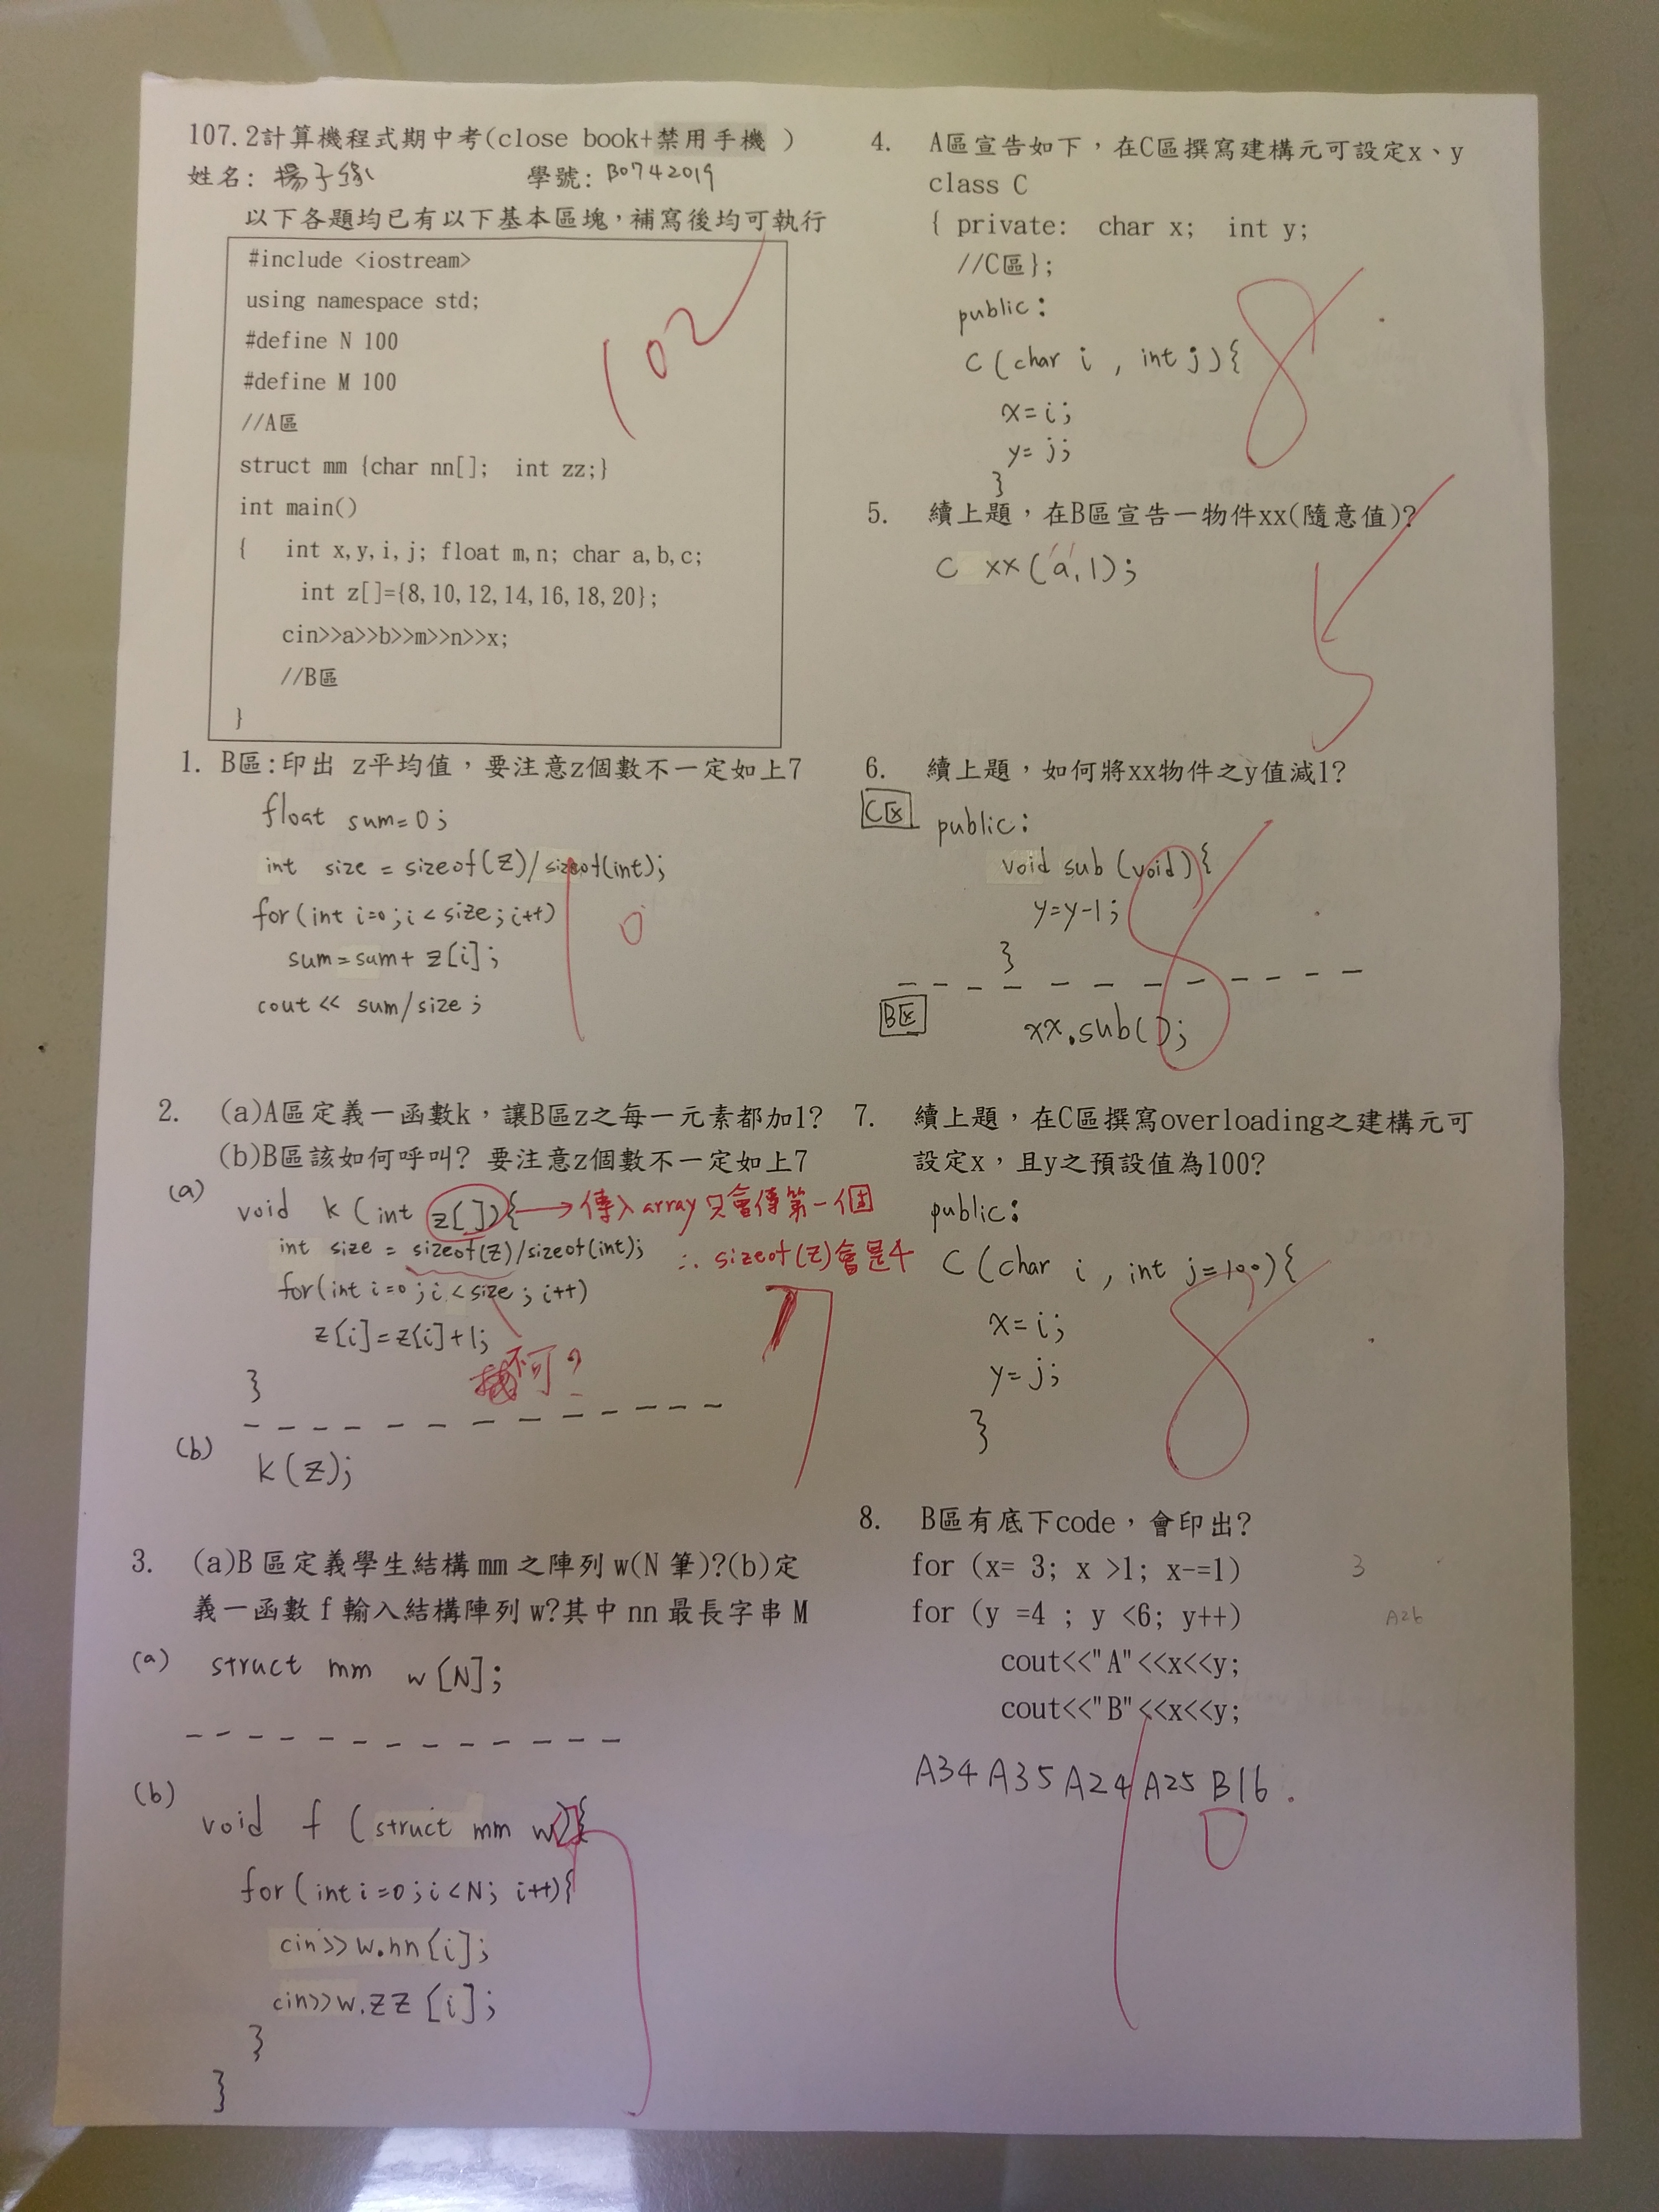 107.2計算機程式期中考(close book+禁用手機 )
姓名: 楊子緣 學號: B0742019
以下各題均已有以下基本區塊，補寫後均可執行
#include <iostream>
using namespace std;
#define N 100
#define M 100
//A區
struct mm {char nn[]; int zz;}
int main()
{ int x,y,i,j; float m,n; char a,b,c;
int z[]={8,10,12,14,16,18,20};
cin>>a>>b>>m>>n>>x;
//B區
}
102
1. B區:印出 z平均值，要注意z個數不一定如上7
float sum=0;
int size = sizeof(z)/sizeof(int);
for(int i=0;i<size;i++)
sum=sum+ z[i];
cout << sum/size ;
10
2. (a)A區定義一函數k，讓B區z之每一元素都加1?
(b)B區該如何呼叫? 要注意z個數不一定如上7
(a) void k (int z[]){ →傳入array只會傳第一個
int size = sizeof(z)/sizeof(int); ∴ sizeof(z)會是4
for(int i=0;i<size;i++)
z[i]=z[i]+1;
不可?
}
7
(b) k(z);
3. (a)B 區定義學生結構 mm 之陣列 w(N 筆)?(b)定
義一函數 f 輸入結構陣列 w?其中 nn 最長字串 M
(a) struct mm w[N];
(b) void f (struct mm w){
for(int i=0;i<N; i++){
cin>>w.nn[i];
cin>>w.zz[i];
}
}
4. A區宣告如下，在C區撰寫建構元可設定x、y
class C
{ private: char x; int y;
//C區};
public:
C(char i , int j){
x=i;
y=j;
}
8
5. 續上題，在B區宣告一物件xx(隨意值)?
C xx('a',1);
6. 續上題，如何將xx物件之y值減1?
C區 public:
void sub (void){
y=y-1;
}
8
B區 xx.sub();
7. 續上題，在C區撰寫overloading之建構元可
設定x，且y之預設值為100?
public:
C(char i , int j=100){
x=i;
y=j;
}
8
8. B區有底下code，會印出?
for (x= 3; x >1; x-=1) 3
for (y =4 ; y <6; y++) A26
cout<<"A"<<x<<y;
cout<<"B"<<x<<y;
A34 A35 A24 A25 B16 .
10